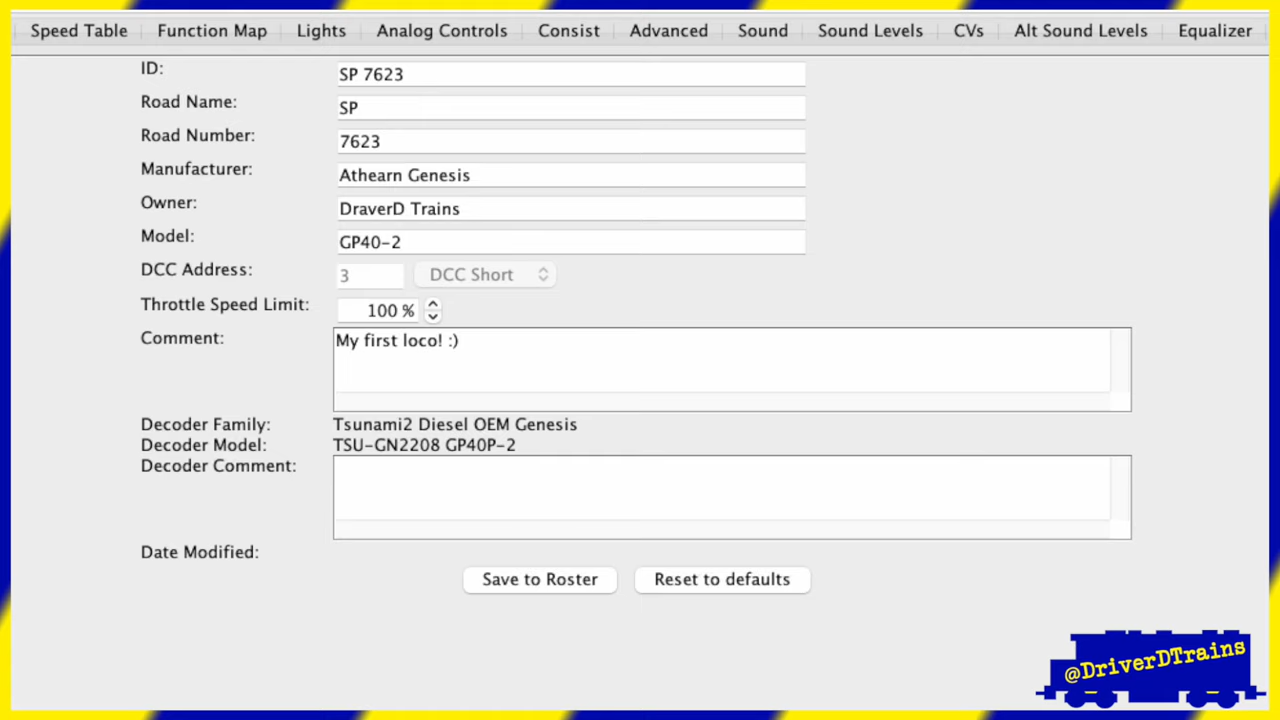 Speed Table Function Map Lights Analog Controls Consist Advanced Sound Sound Levels CVs Alt Sound Levels Equalizer
ID: SP 7623
Road Name: SP
Road Number: 7623
Manufacturer: Athearn Genesis
Owner: DraverD Trains
Model: GP40-2
DCC Address: 3 DCC Short
Throttle Speed Limit: 100 %
Comment: My first loco! :)
Decoder Family: Tsunami2 Diesel OEM Genesis
Decoder Model: TSU-GN2208 GP40P-2
Decoder Comment:
Date Modified:
Save to Roster Reset to defaults
@DriverDTrains